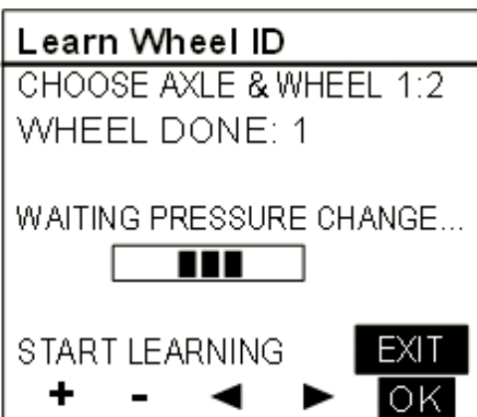 Learn Wheel ID
CHOOSE AXLE & WHEEL 1:2
WHEEL DONE: 1
WAITING PRESSURE CHANGE...
START LEARNING EXIT
+ - ◀ ▶ OK